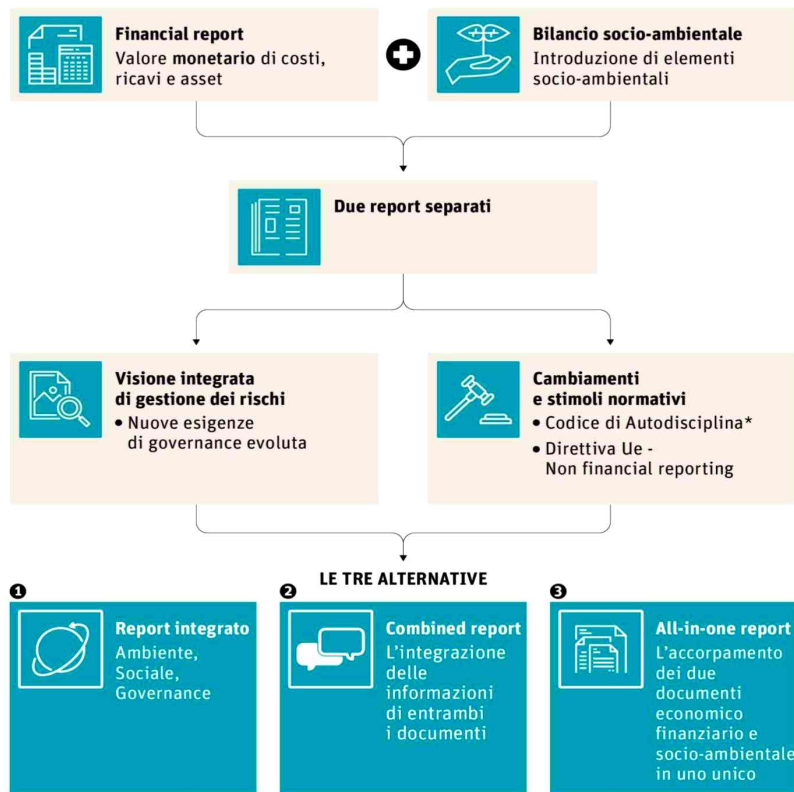 Financial report
Valore monetario di costi,
ricavi e asset
Bilancio socio-ambientale
Introduzione di elementi
socio-ambientali
Due report separati
Visione integrata
di gestione dei rischi
• Nuove esigenze
di governance evoluta
Cambiamenti
e stimoli normativi
• Codice di Autodisciplina*
• Direttiva Ue -
Non financial reporting
LE TRE ALTERNATIVE
1
Report integrato
Ambiente,
Sociale,
Governance
2
Combined report
L'integrazione
delle
informazioni
di entrambi
i documenti
3
All-in-one report
L'accorpamento
dei due
documenti
economico
finanziario e
socio-ambientale
in uno unico